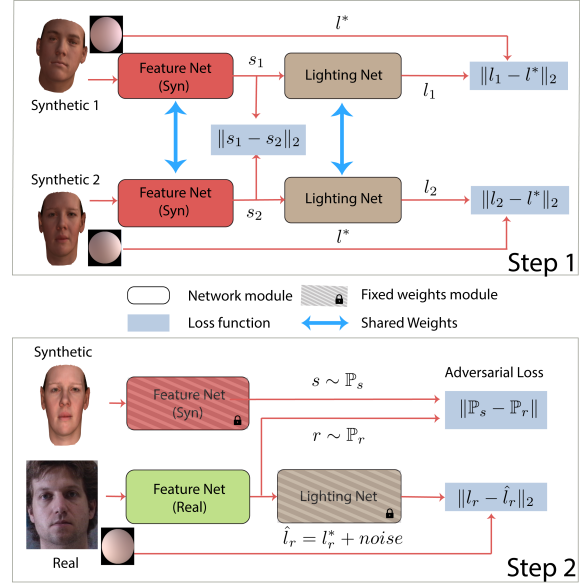 l*
Feature Net
(Syn)
s₁
Lighting Net
l₁
‖l₁ − l*‖₂
Synthetic 1
‖s₁ − s₂‖₂
Synthetic 2
Feature Net
(Syn)
s₂
Lighting Net
l₂
‖l₂ − l*‖₂
l*
Step 1
Network module
Fixed weights module
Loss function
Shared Weights
Synthetic
Feature Net
(Syn)
s ∼ ℙₛ
Adversarial Loss
‖ℙₛ − ℙᵣ‖
r ∼ ℙᵣ
Feature Net
(Real)
Lighting Net
‖lᵣ − l̂ᵣ‖₂
l̂ᵣ = lᵣ* + noise
Real
Step 2